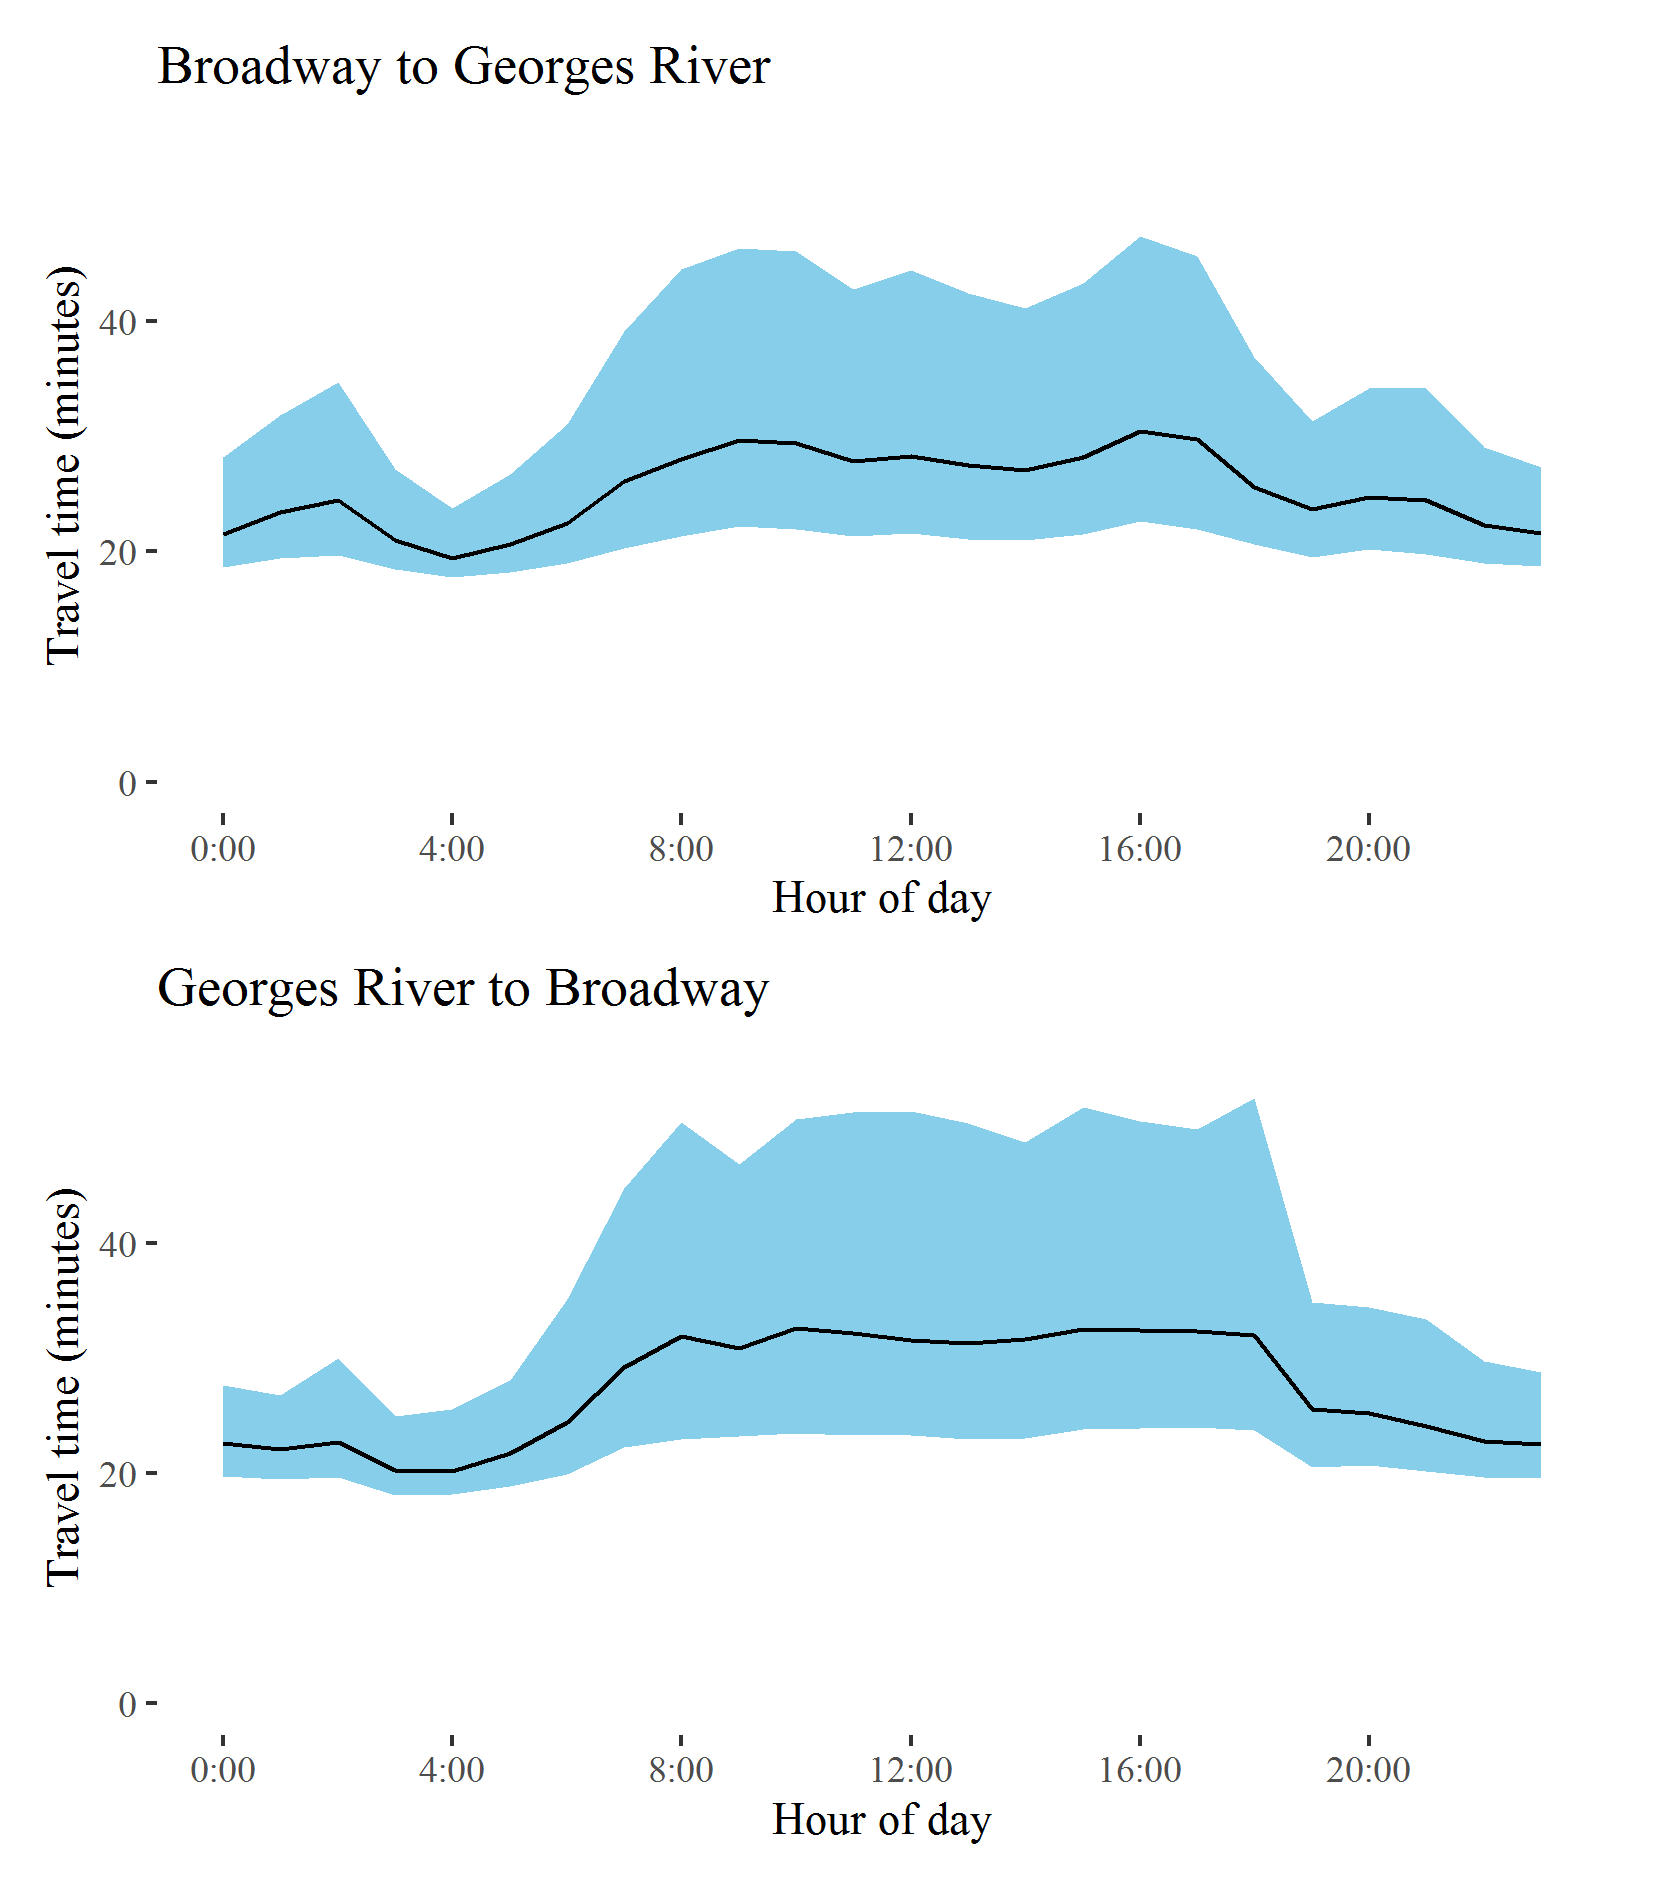 Broadway to Georges River
Travel time (minutes)
40
20
0
0:00 4:00 8:00 12:00 16:00 20:00
Hour of day
Georges River to Broadway
Travel time (minutes)
40
20
0
0:00 4:00 8:00 12:00 16:00 20:00
Hour of day